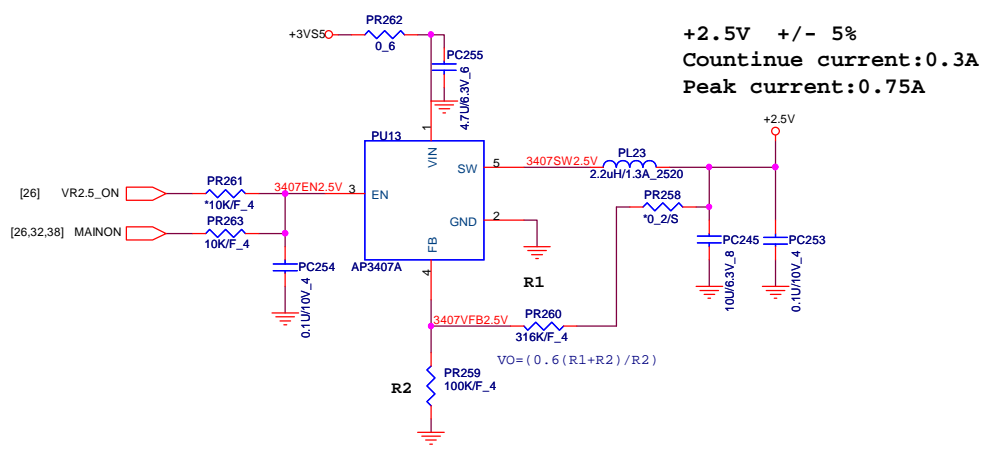 PR262
+3VS5
0_6
PC255
4.7U/6.3V_6
+2.5V +/- 5%
Countinue current:0.3A
Peak current:0.75A
+2.5V
PU13
1
VIN
SW
5
3407SW2.5V
PL23
2.2uH/1.3A_2520
[26]
VR2.5_ON
PR261
*10K/F_4
3407EN2.5V
3
EN
PR258
*0_2/S
[26,32,38]
MAINON
PR263
10K/F_4
GND
2
FB
4
AP3407A
PC254
0.1U/10V_4
PC245
10U/6.3V_8
PC253
0.1U/10V_4
R1
3407VFB2.5V
PR260
316K/F_4
VO=(0.6(R1+R2)/R2)
R2
PR259
100K/F_4